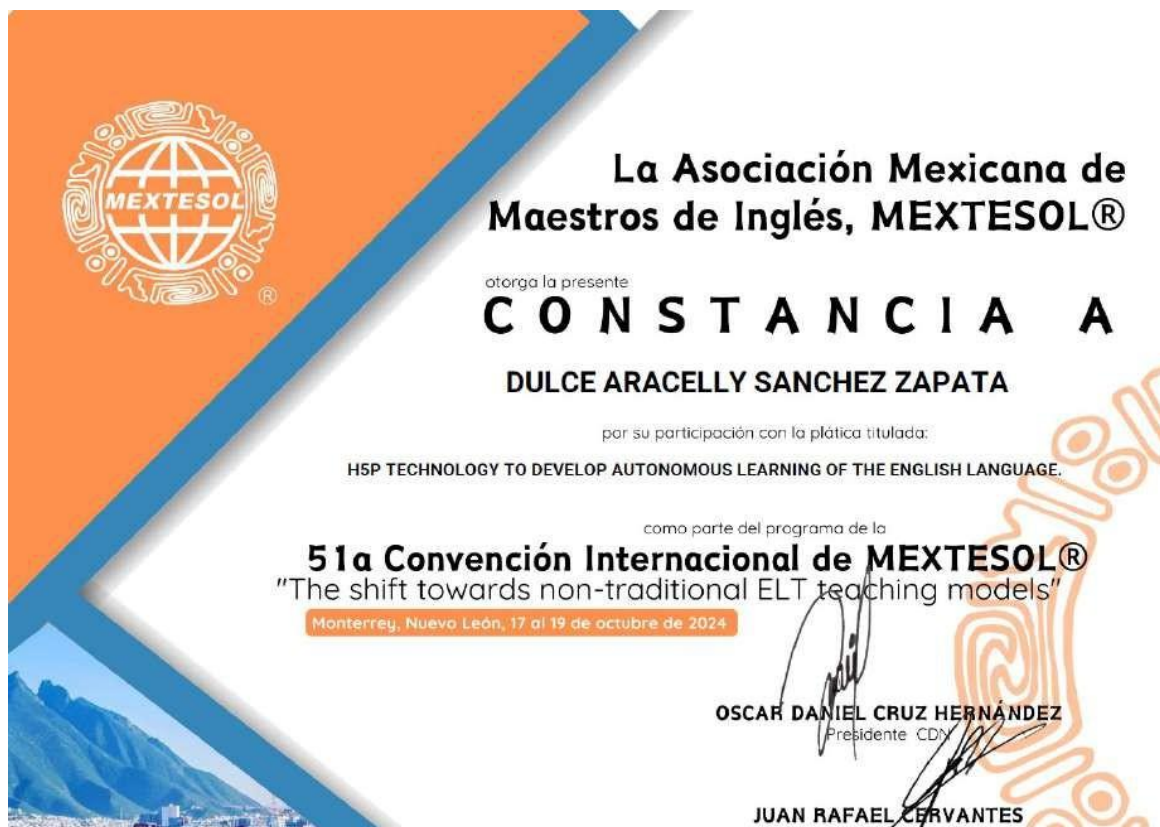 MEXTESOL
®
La Asociación Mexicana de
Maestros de Inglés, MEXTESOL®
otorga la presente
CONSTANCIA A
DULCE ARACELLY SANCHEZ ZAPATA
por su participación con la plática titulada:
H5P TECHNOLOGY TO DEVELOP AUTONOMOUS LEARNING OF THE ENGLISH LANGUAGE.
como parte del programa de la
51a Convención Internacional de MEXTESOL®
"The shift towards non-traditional ELT teaching models"
Monterrey, Nuevo León, 17 al 19 de octubre de 2024
OSCAR DANIEL CRUZ HERNÁNDEZ
Presidente CDN
JUAN RAFAEL CERVANTES